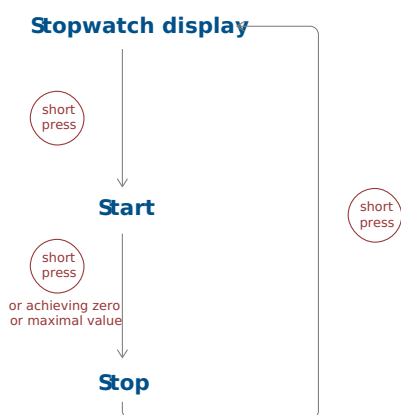 Stopwatch display
short
press
Start
short
press
short
press
or achieving zero
or maximal value
Stop